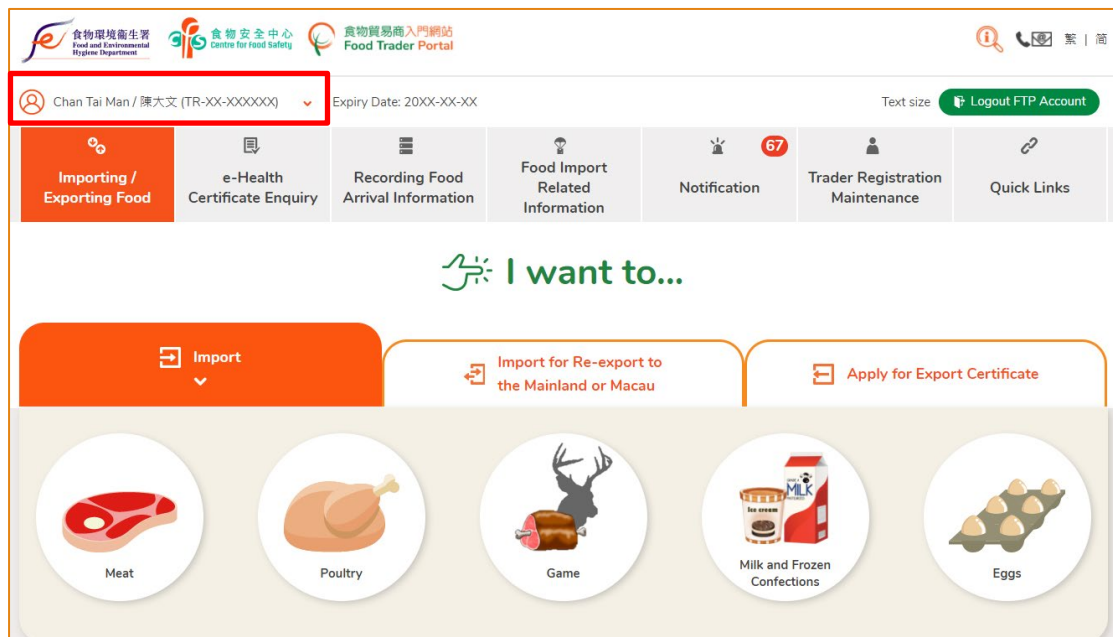 食物環境衞生署
Food and Environmental
Hygiene Department
食物安全中心
Centre for Food Safety
食物貿易商入門網站
Food Trader Portal
繁 | 简
Chan Tai Man / 陳大文 (TR-XX-XXXXXX)
Expiry Date: 20XX-XX-XX
Text size
Logout FTP Account
Importing /
Exporting Food
e-Health
Certificate Enquiry
Recording Food
Arrival Information
Food Import
Related
Information
67
Notification
Trader Registration
Maintenance
Quick Links
I want to...
Import
Import for Re-export to
the Mainland or Macau
Apply for Export Certificate
Meat
Poultry
Game
Ice cream
MILK
Milk and Frozen
Confections
Eggs